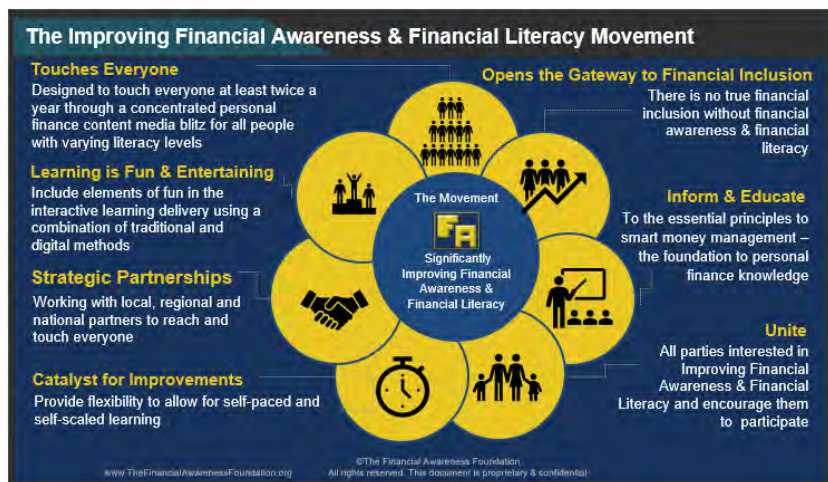 The Improving Financial Awareness & Financial Literacy Movement
Touches Everyone
Designed to touch everyone at least twice a
year through a concentrated personal
finance content media blitz for all people
with varying literacy levels
Learning is Fun & Entertaining
Include elements of fun in the
interactive learning delivery using a
combination of traditional and
digital methods
Strategic Partnerships
Working with local, regional and
national partners to reach and
touch everyone
Catalyst for Improvements
Provide flexibility to allow for self-paced and
self-scaled learning
The Movement
FA
Significantly
Improving Financial
Awareness &
Financial Literacy
Opens the Gateway to Financial Inclusion
There is no true financial
inclusion without financial
awareness & financial
literacy
Inform & Educate
To the essential principles to
smart money management –
the foundation to personal
finance knowledge
Unite
All parties interested in
Improving Financial
Awareness & Financial
Literacy and encourage them
to participate
www.TheFinancialAwarenessFoundation.org
©The Financial Awareness Foundation
All rights reserved. This document is proprietary & confidential